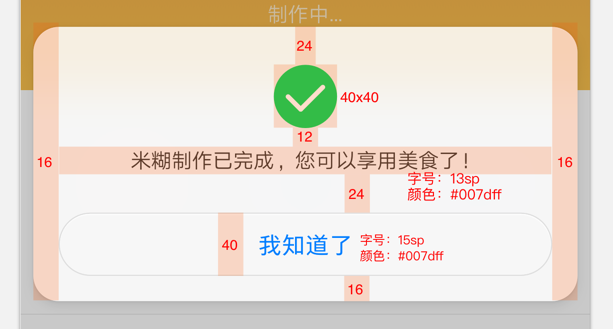 制作中...
24
40x40
12
米糊制作已完成，您可以享用美食了！
16
16
字号：13sp
颜色：#007dff
24
40
我知道了
字号：15sp
颜色：#007dff
16